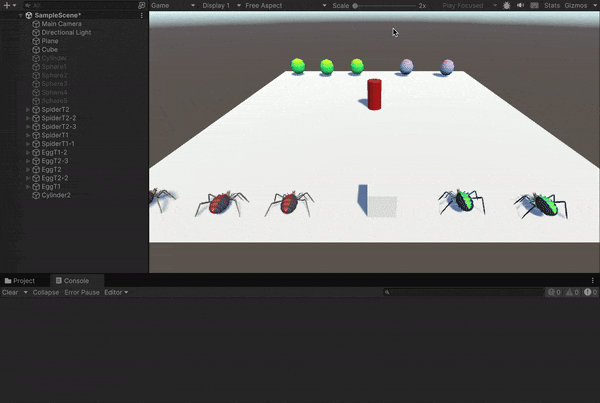 Game Display 1 Free Aspect Scale 2x Play Focused Stats Gizmos
All
SampleScene*
Main Camera
Directional Light
Plane
Cube
Cylinder
Sphere1
Sphere2
Sphere3
Sphere4
Sphere5
SpiderT2
SpiderT2-2
SpiderT2-3
SpiderT1
SpiderT1-1
EggT1-2
EggT2-3
EggT2
EggT2-2
EggT1
Cylinder2
Project Console
Clear Collapse Error Pause Editor 0 0 0